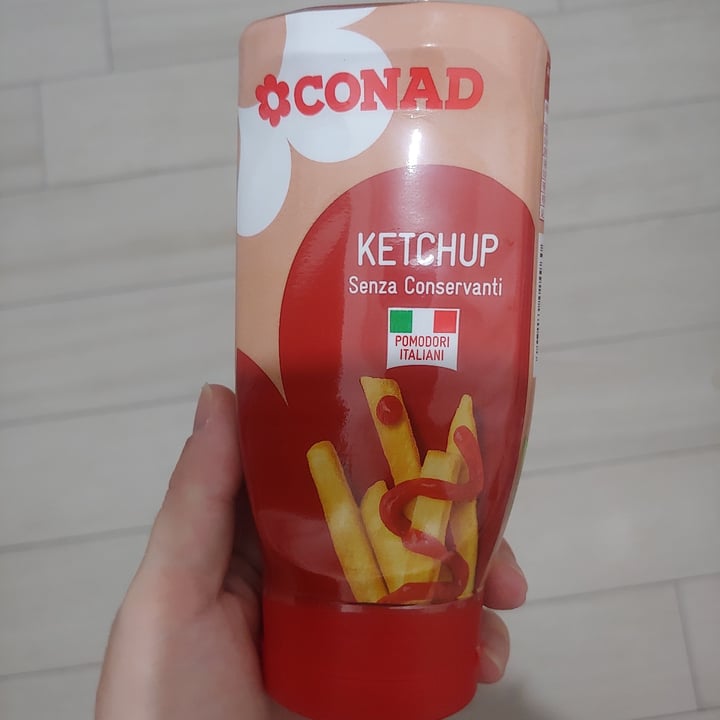 CONAD
KETCHUP
Senza Conservanti
POMODORI
ITALIANI